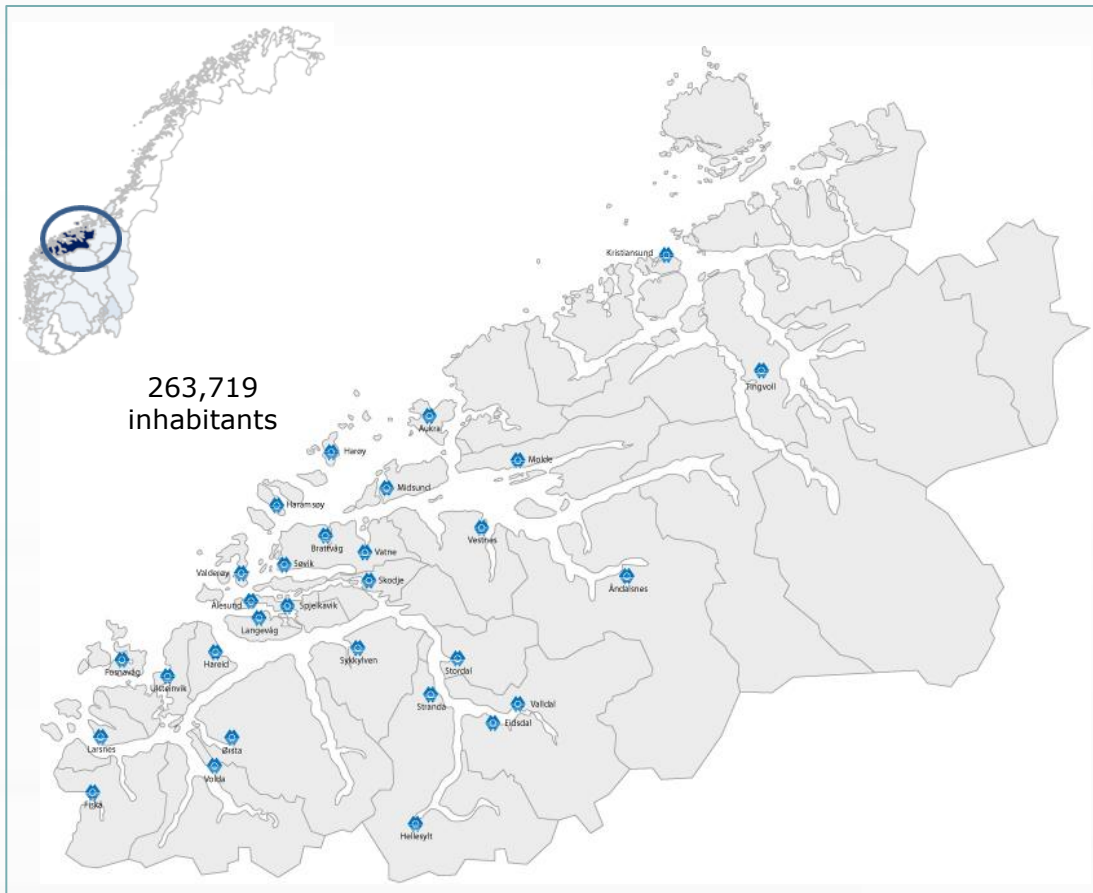 263,719
inhabitants
Kristiansund
Tingvoll
Aukra
Harøy
Molde
Midsund
Haramsøy
Vestnes
Brattvåg
Vatne
Søvik
Valderøy
Skodje
Åndalsnes
Ålesund
Spjelkavik
Langevåg
Hareid
Sykkylven
Stordal
Fosnavåg
Ulsteinvik
Stranda
Valldal
Eidsdal
Larsnes
Ørsta
Volda
Fiskå
Hellesylt